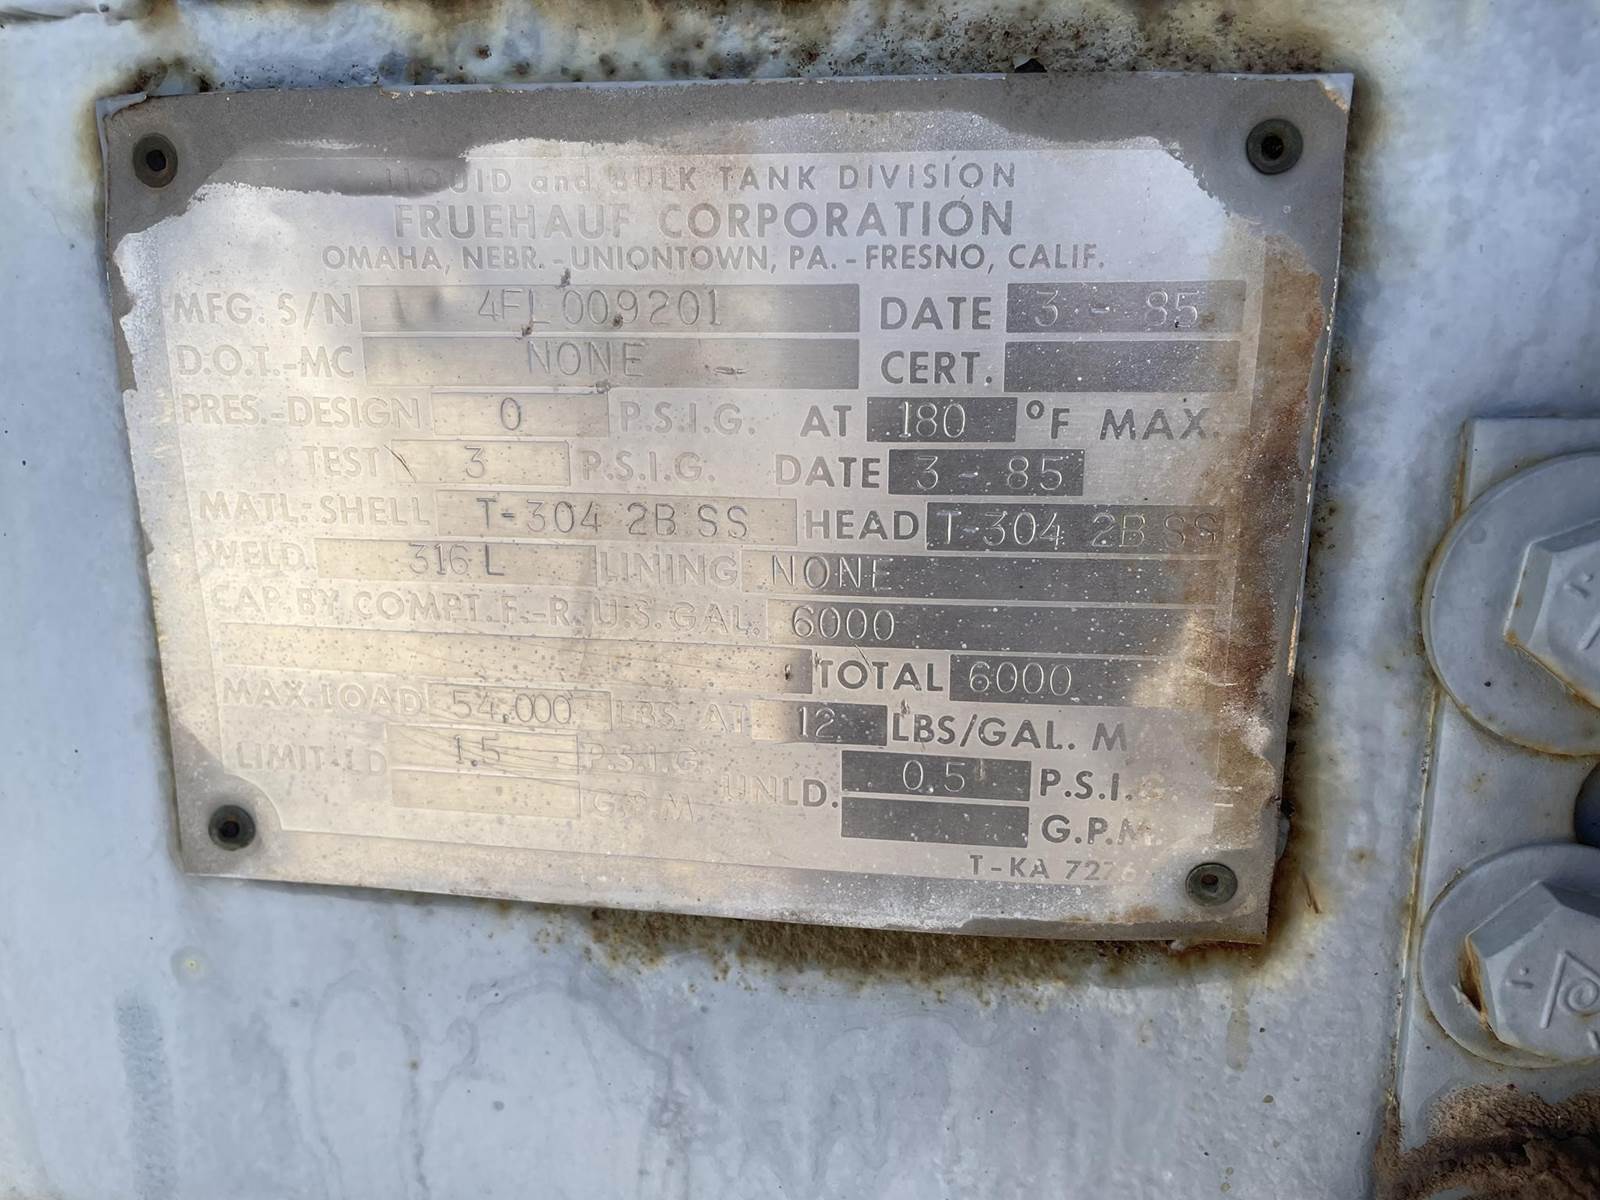 LIQUID and BULK TANK DIVISION
FRUEHAUF CORPORATION
OMAHA, NEBR.-UNIONTOWN, PA.-FRESNO, CALIF.
MFG. S/N 4FL009201 DATE 3-85
D.O.T.-MC NONE CERT.
PRES.-DESIGN 0 P.S.I.G. AT 180 °F MAX.
TEST 3 P.S.I.G. DATE 3-85
MATL-SHELL T-304 2B SS HEAD T-304 2B SS
WELD. 316L LINING NONE
CAP. BY COMPT. F.-R. U.S. GAL. 6000
TOTAL 6000
MAX. LOAD 54,000 LBS. AT 12 LBS/GAL.
LIMIT-LD 1.5 P.S.I.G. UNLD. 0.5 P.S.I.G.
G.P.M. G.P.M.
T-KA